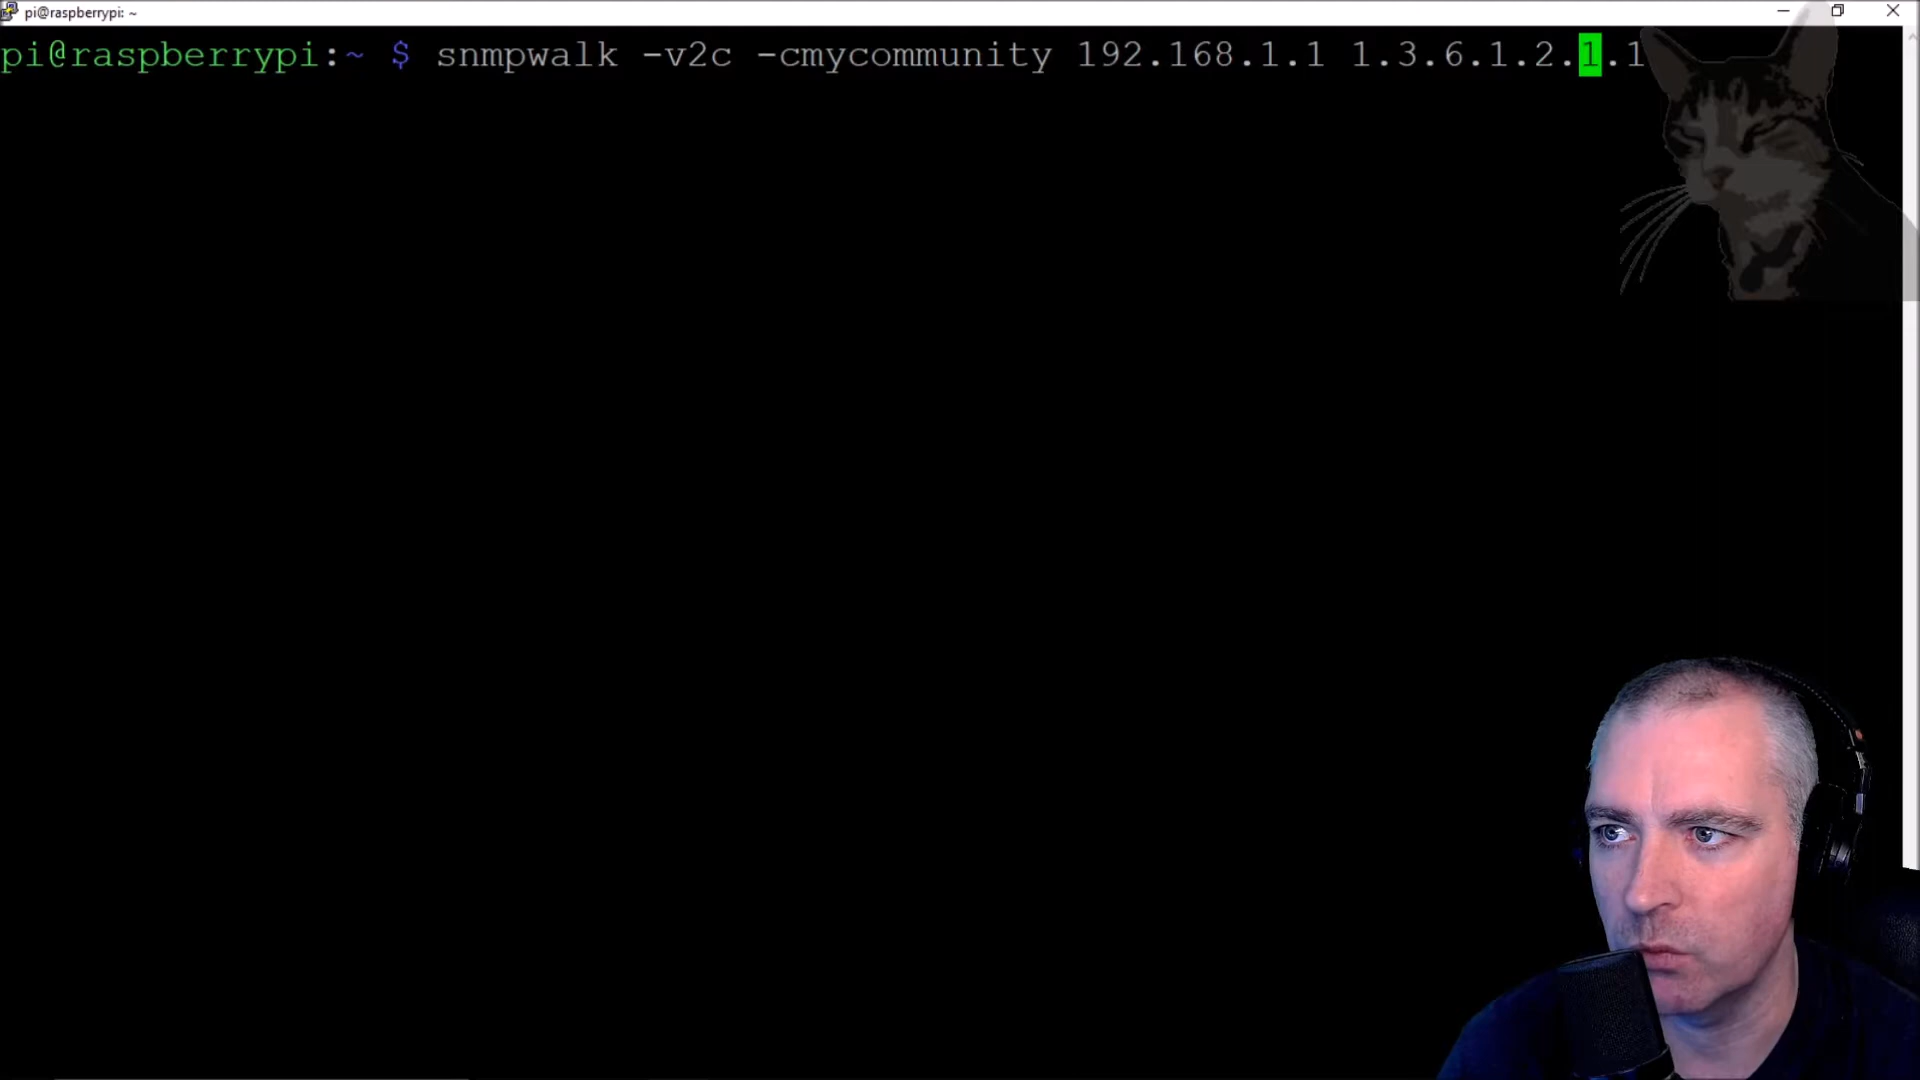 pi@raspberrypi: ~
pi@raspberrypi:~ $ snmpwalk -v2c -cmycommunity 192.168.1.1 1.3.6.1.2.1.1